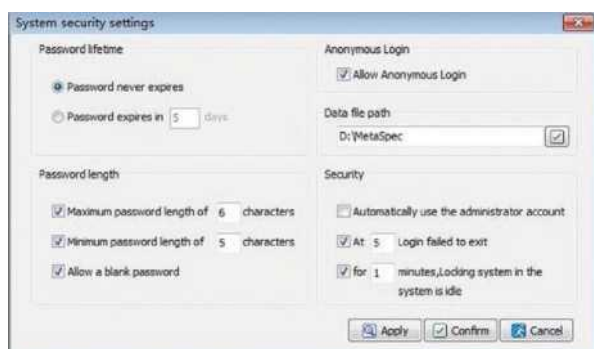 System security settings
Password lifetime
Password never expires
Password expires in 5 days
Anonymous Login
Allow Anonymous Login
Data file path
D:\MetaSpec
Password length
Maximum password length of 6 characters
Minimum password length of 5 characters
Allow a blank password
Security
Automatically use the administrator account
At 5 Login failed to exit
for 1 minutes,Locking system in the
system is idle
Apply
Confirm
Cancel